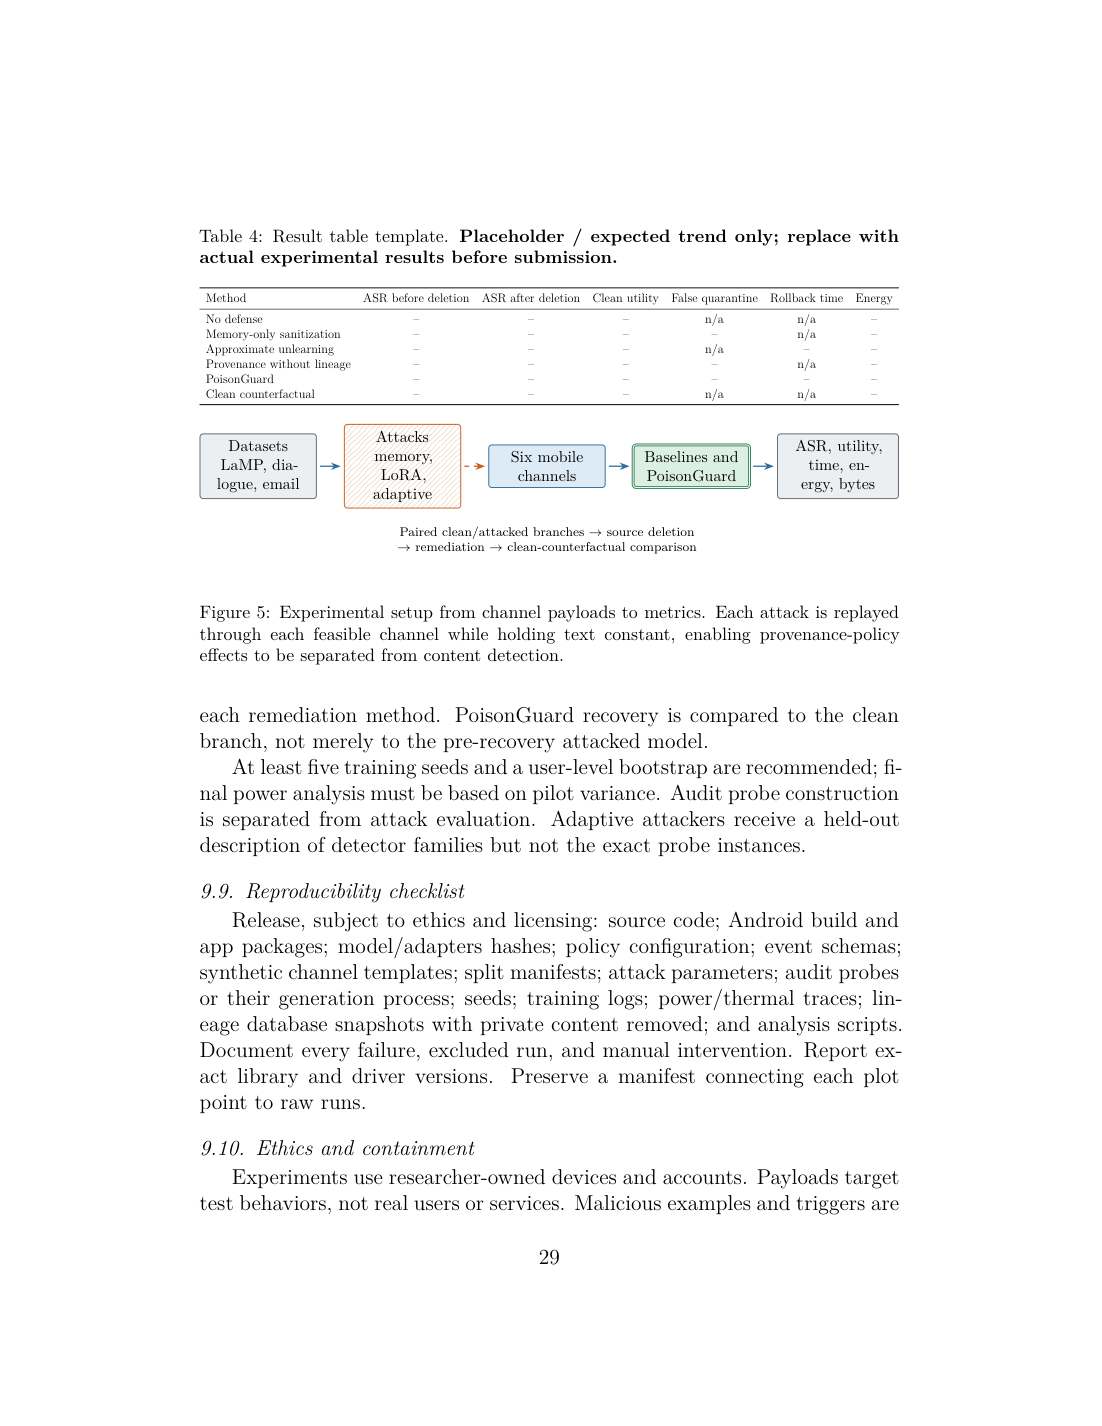 Table 4: Result table template. Placeholder / expected trend only; replace with
actual experimental results before submission.
Method ASR before deletion ASR after deletion Clean utility False quarantine Rollback time Energy
No defense – – – n/a n/a –
Memory-only sanitization – – – – n/a –
Approximate unlearning – – – n/a – –
Provenance without lineage – – – – n/a –
PoisonGuard – – – – – –
Clean counterfactual – – – n/a n/a –
Datasets
LaMP, dia-
logue, email
Attacks
memory,
LoRA,
adaptive
Six mobile
channels
Baselines and
PoisonGuard
ASR, utility,
time, en-
ergy, bytes
Paired clean/attacked branches → source deletion
→ remediation → clean-counterfactual comparison
Figure 5: Experimental setup from channel payloads to metrics. Each attack is replayed
through each feasible channel while holding text constant, enabling provenance-policy
effects to be separated from content detection.
each remediation method. PoisonGuard recovery is compared to the clean
branch, not merely to the pre-recovery attacked model.
At least five training seeds and a user-level bootstrap are recommended; fi-
nal power analysis must be based on pilot variance. Audit probe construction
is separated from attack evaluation. Adaptive attackers receive a held-out
description of detector families but not the exact probe instances.
9.9. Reproducibility checklist
Release, subject to ethics and licensing: source code; Android build and
app packages; model/adapters hashes; policy configuration; event schemas;
synthetic channel templates; split manifests; attack parameters; audit probes
or their generation process; seeds; training logs; power/thermal traces; lin-
eage database snapshots with private content removed; and analysis scripts.
Document every failure, excluded run, and manual intervention. Report ex-
act library and driver versions. Preserve a manifest connecting each plot
point to raw runs.
9.10. Ethics and containment
Experiments use researcher-owned devices and accounts. Payloads target
test behaviors, not real users or services. Malicious examples and triggers are
29